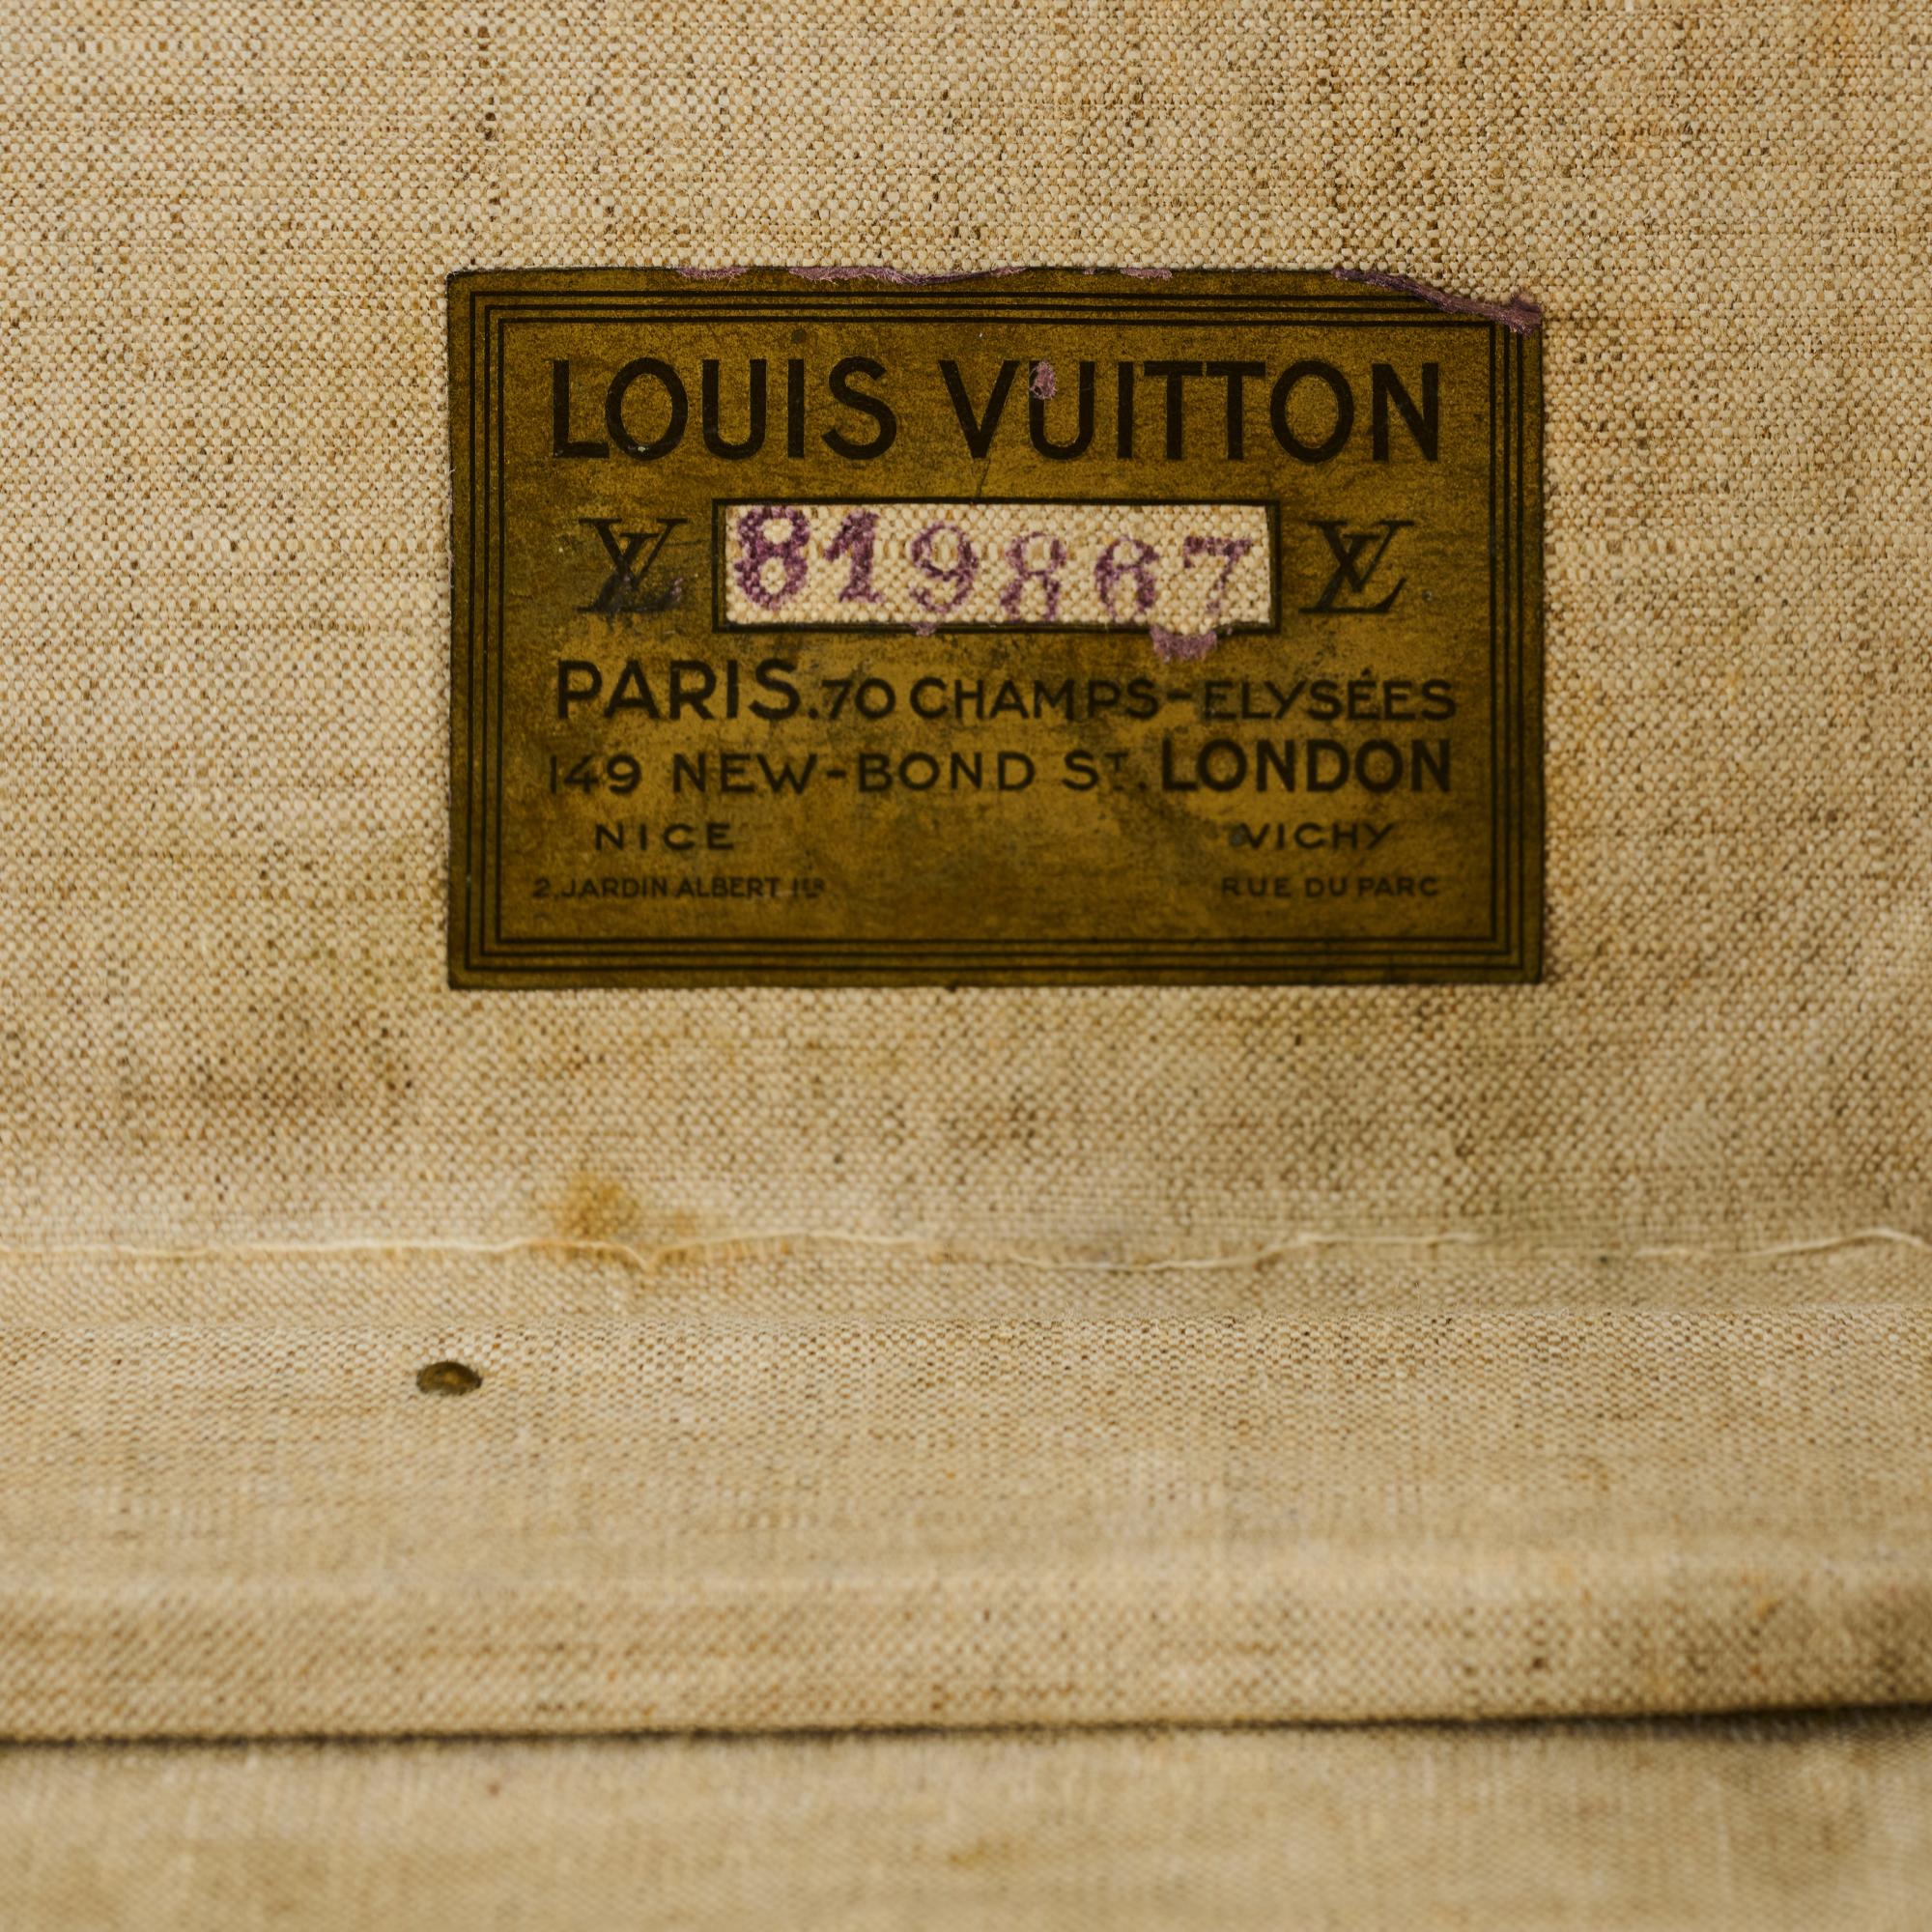 LOUIS VUITTON
LV 819867 LV
PARIS.70 CHAMPS-ELYSÉES
149 NEW-BOND ST. LONDON
NICE VICHY
2.JARDIN ALBERT 1ER RUE DU PARC